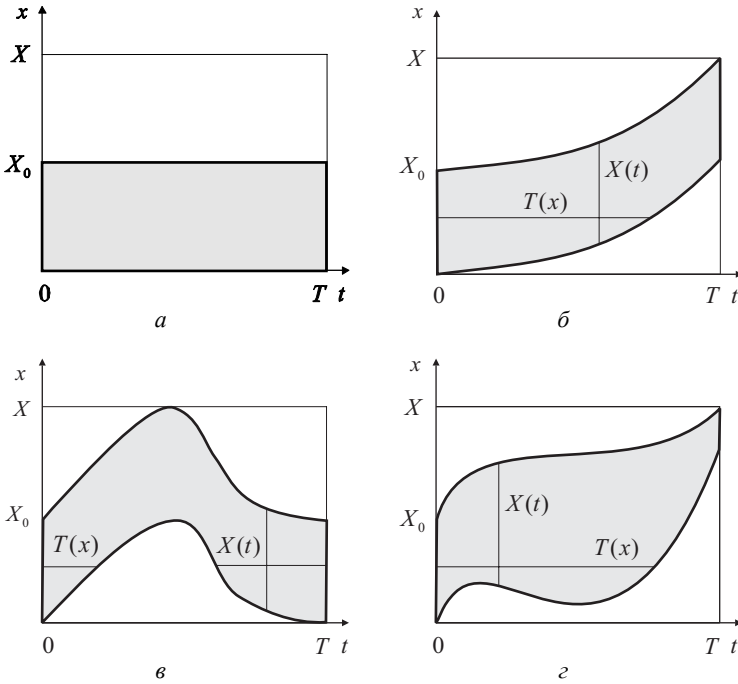 x
X
X₀
0
T t
а
x
X
X₀
X(t)
T(x)
0
T t
б
x
X
X₀
T(x)
X(t)
0
T t
в
x
X
X₀
X(t)
T(x)
0
T t
г